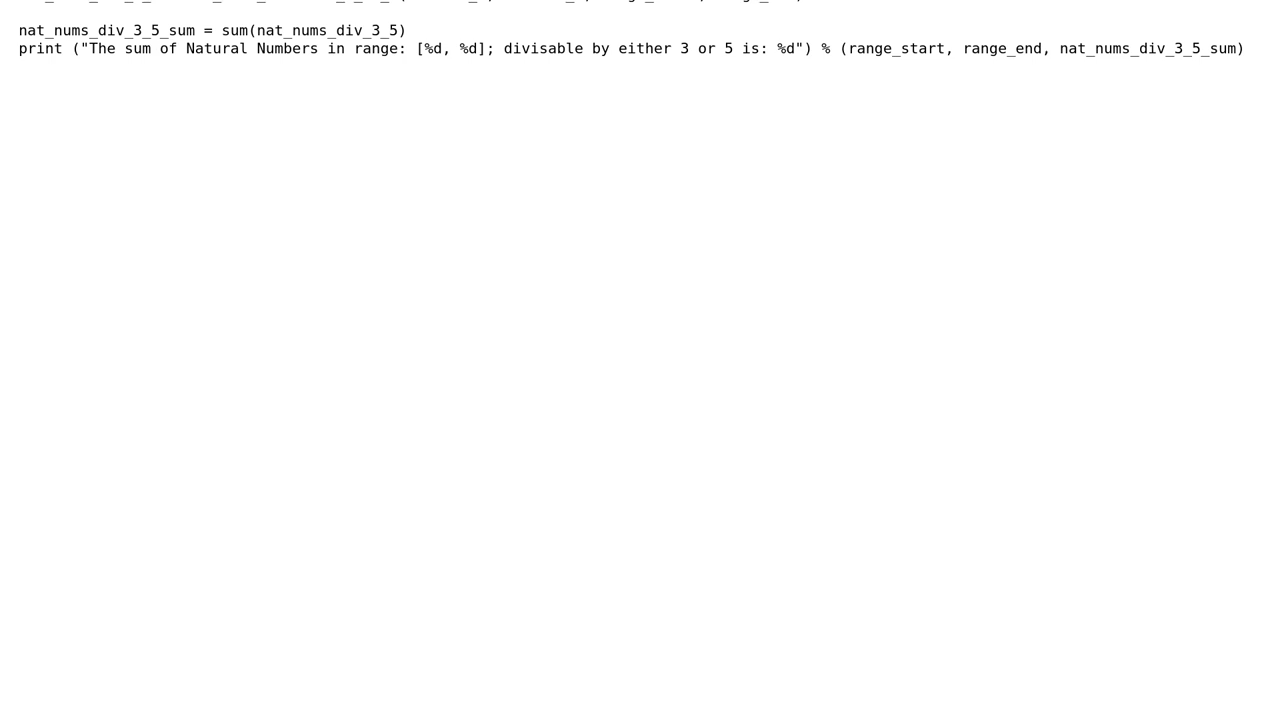 nat_nums_div_3_5_sum = sum(nat_nums_div_3_5)
print ("The sum of Natural Numbers in range: [%d, %d]; divisable by either 3 or 5 is: %d") % (range_start, range_end, nat_nums_div_3_5_sum)